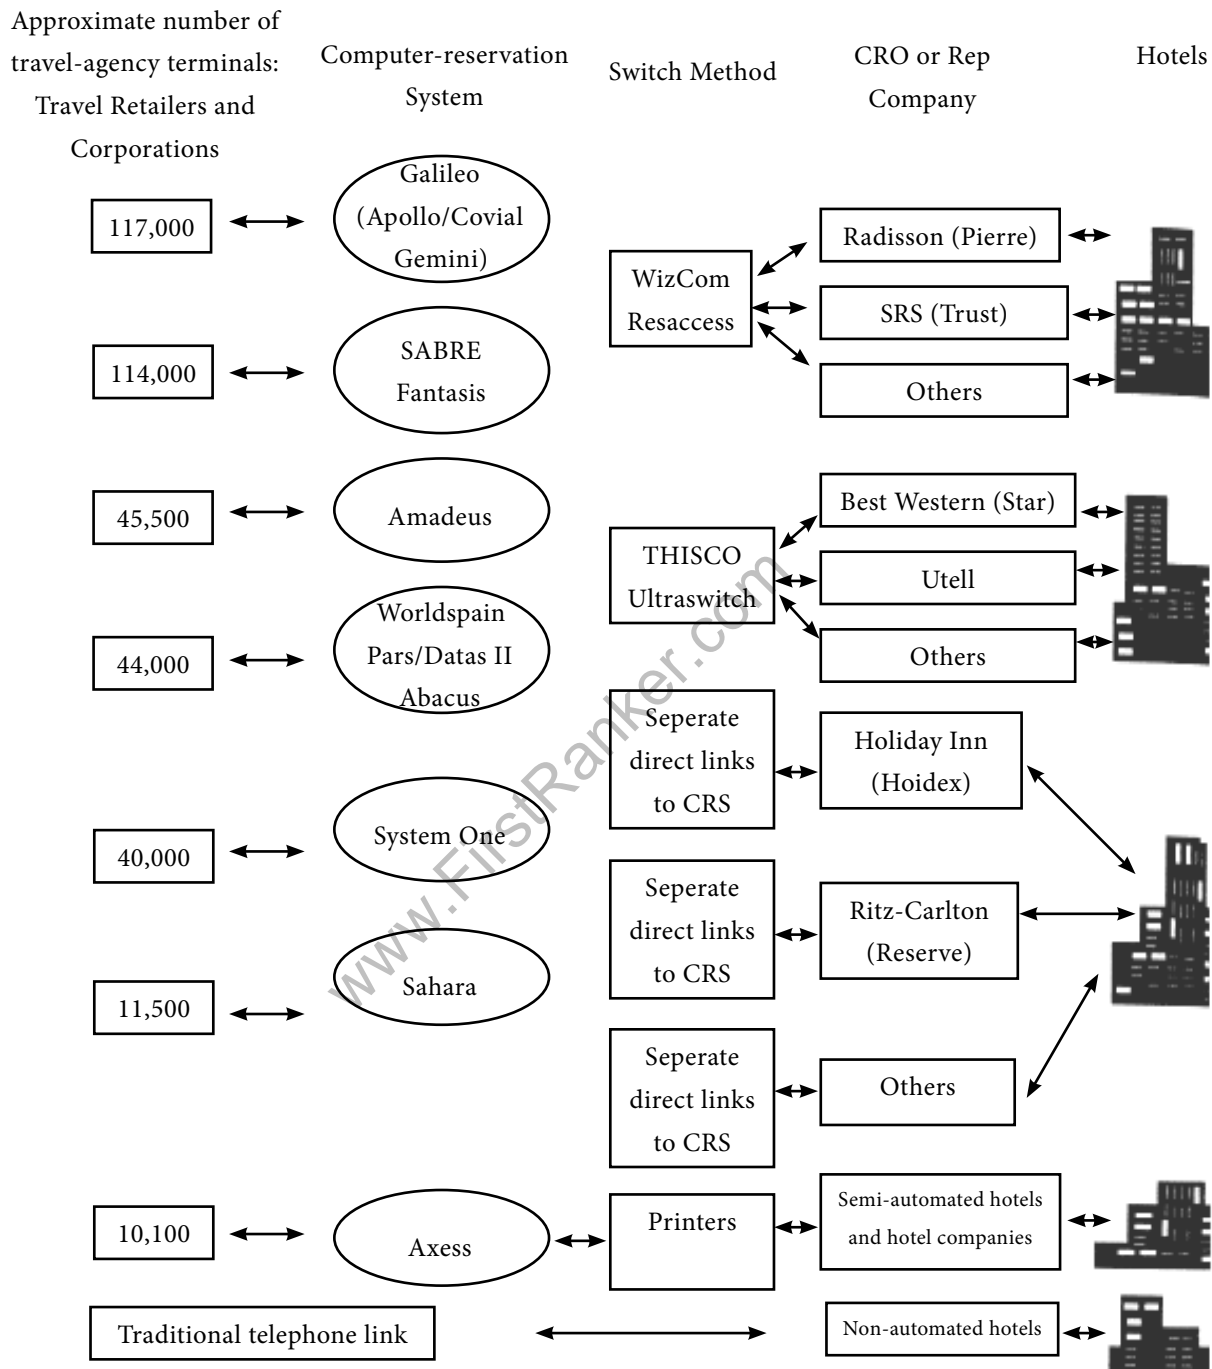 Approximate number of
travel-agency terminals:
Travel Retailers and
Corporations
Computer-reservation
System
Switch Method
CRO or Rep
Company
Hotels
117,000
Galileo
(Apollo/Covial
Gemini)
WizCom
Resaccess
Radisson (Pierre)
SRS (Trust)
Others
114,000
SABRE
Fantasis
45,500
Amadeus
THISCO
Ultraswitch
Best Western (Star)
Utell
Others
44,000
Worldspain
Pars/Datas II
Abacus
Seperate
direct links
to CRS
Holiday Inn
(Hoidex)
40,000
System One
Seperate
direct links
to CRS
Ritz-Carlton
(Reserve)
11,500
Sahara
Seperate
direct links
to CRS
Others
10,100
Axess
Printers
Semi-automated hotels
and hotel companies
Traditional telephone link
Non-automated hotels
www.FirstRanker.com